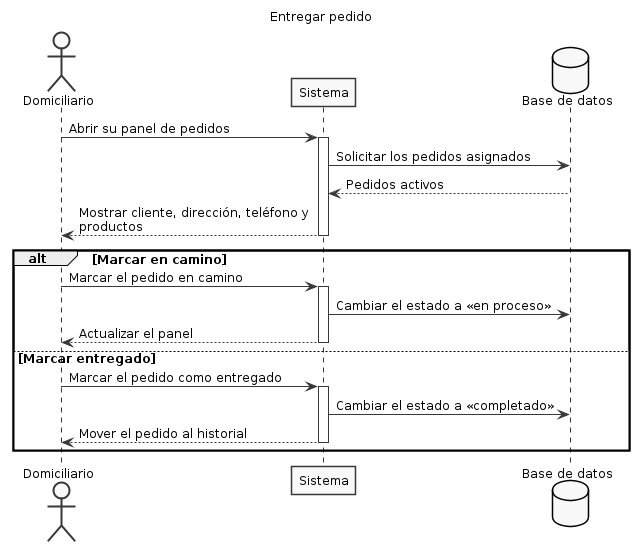 Entregar pedido
Domiciliario
Sistema
Base de datos
Abrir su panel de pedidos
Solicitar los pedidos asignados
Pedidos activos
Mostrar cliente, dirección, teléfono y
productos
alt
[Marcar en camino]
Marcar el pedido en camino
Cambiar el estado a «en proceso»
Actualizar el panel
[Marcar entregado]
Marcar el pedido como entregado
Cambiar el estado a «completado»
Mover el pedido al historial
Domiciliario
Sistema
Base de datos